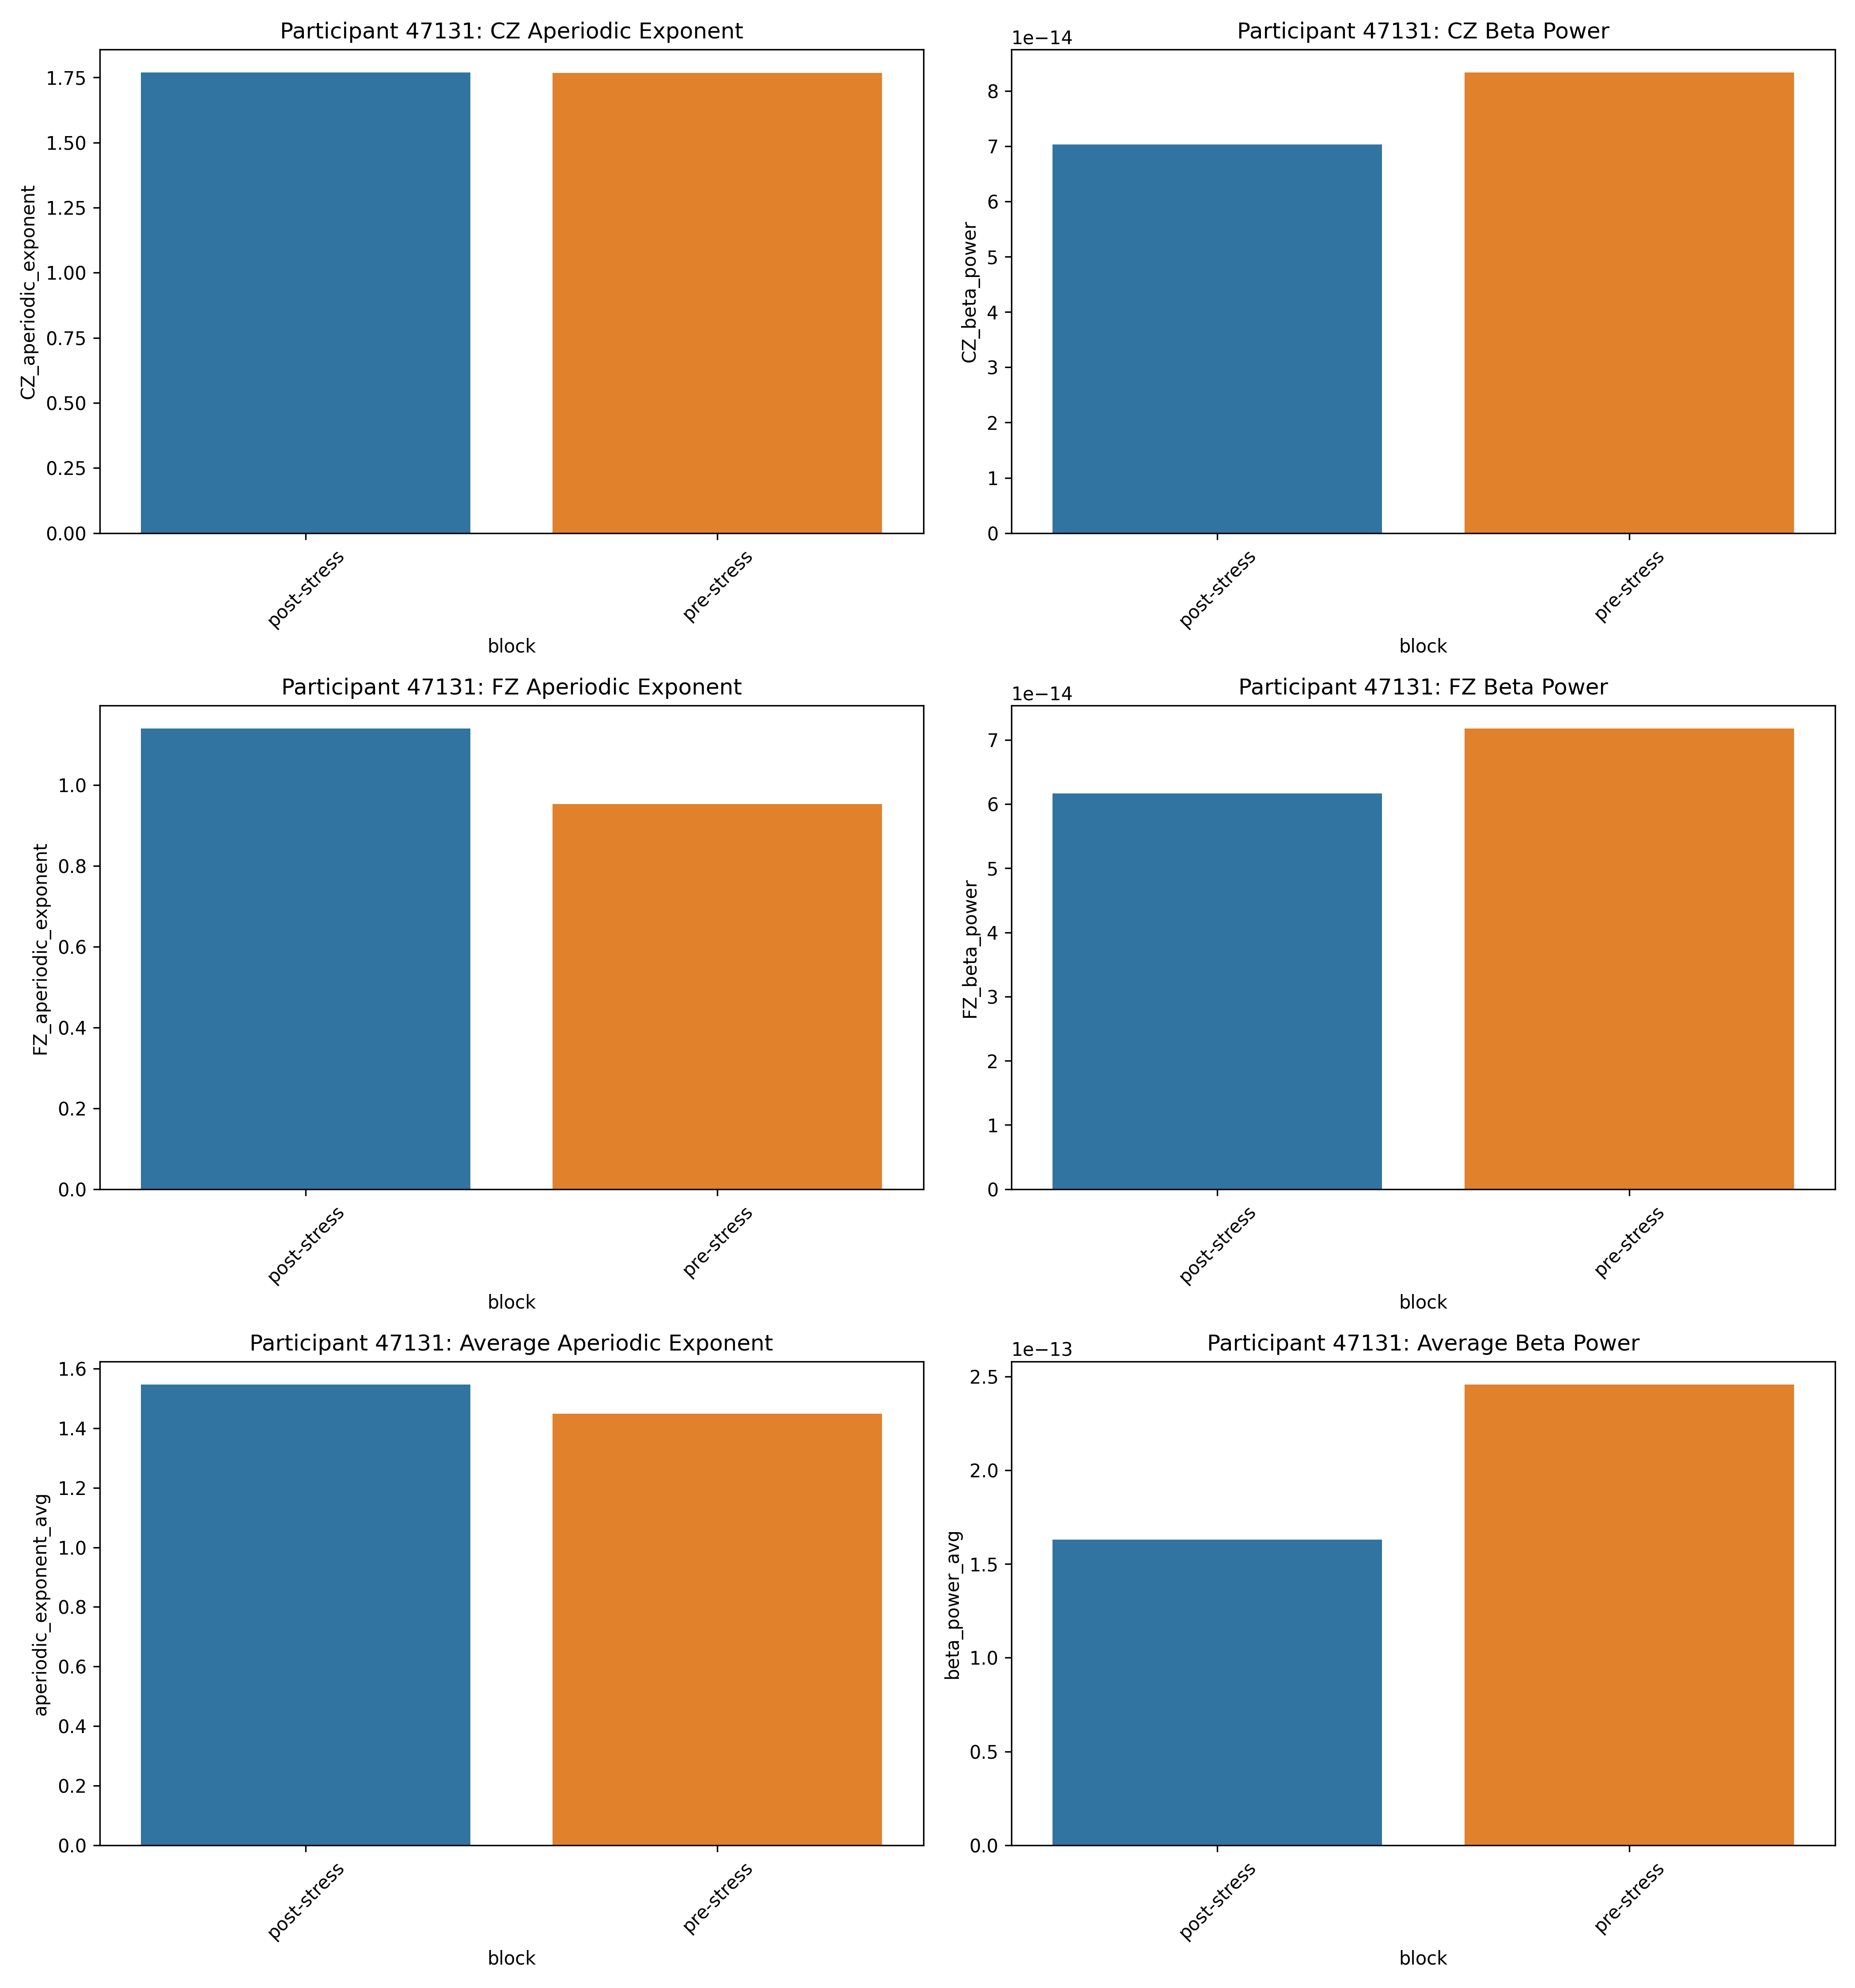 Participant 47131: CZ Aperiodic Exponent
CZ_aperiodic_exponent
1.75
1.50
1.25
1.00
0.75
0.50
0.25
0.00
post-stress
pre-stress
block
Participant 47131: CZ Beta Power
1e−14
CZ_beta_power
8
7
6
5
4
3
2
1
0
post-stress
pre-stress
block
Participant 47131: FZ Aperiodic Exponent
FZ_aperiodic_exponent
1.0
0.8
0.6
0.4
0.2
0.0
post-stress
pre-stress
block
Participant 47131: FZ Beta Power
1e−14
FZ_beta_power
7
6
5
4
3
2
1
0
post-stress
pre-stress
block
Participant 47131: Average Aperiodic Exponent
aperiodic_exponent_avg
1.6
1.4
1.2
1.0
0.8
0.6
0.4
0.2
0.0
post-stress
pre-stress
block
Participant 47131: Average Beta Power
1e−13
beta_power_avg
2.5
2.0
1.5
1.0
0.5
0.0
post-stress
pre-stress
block